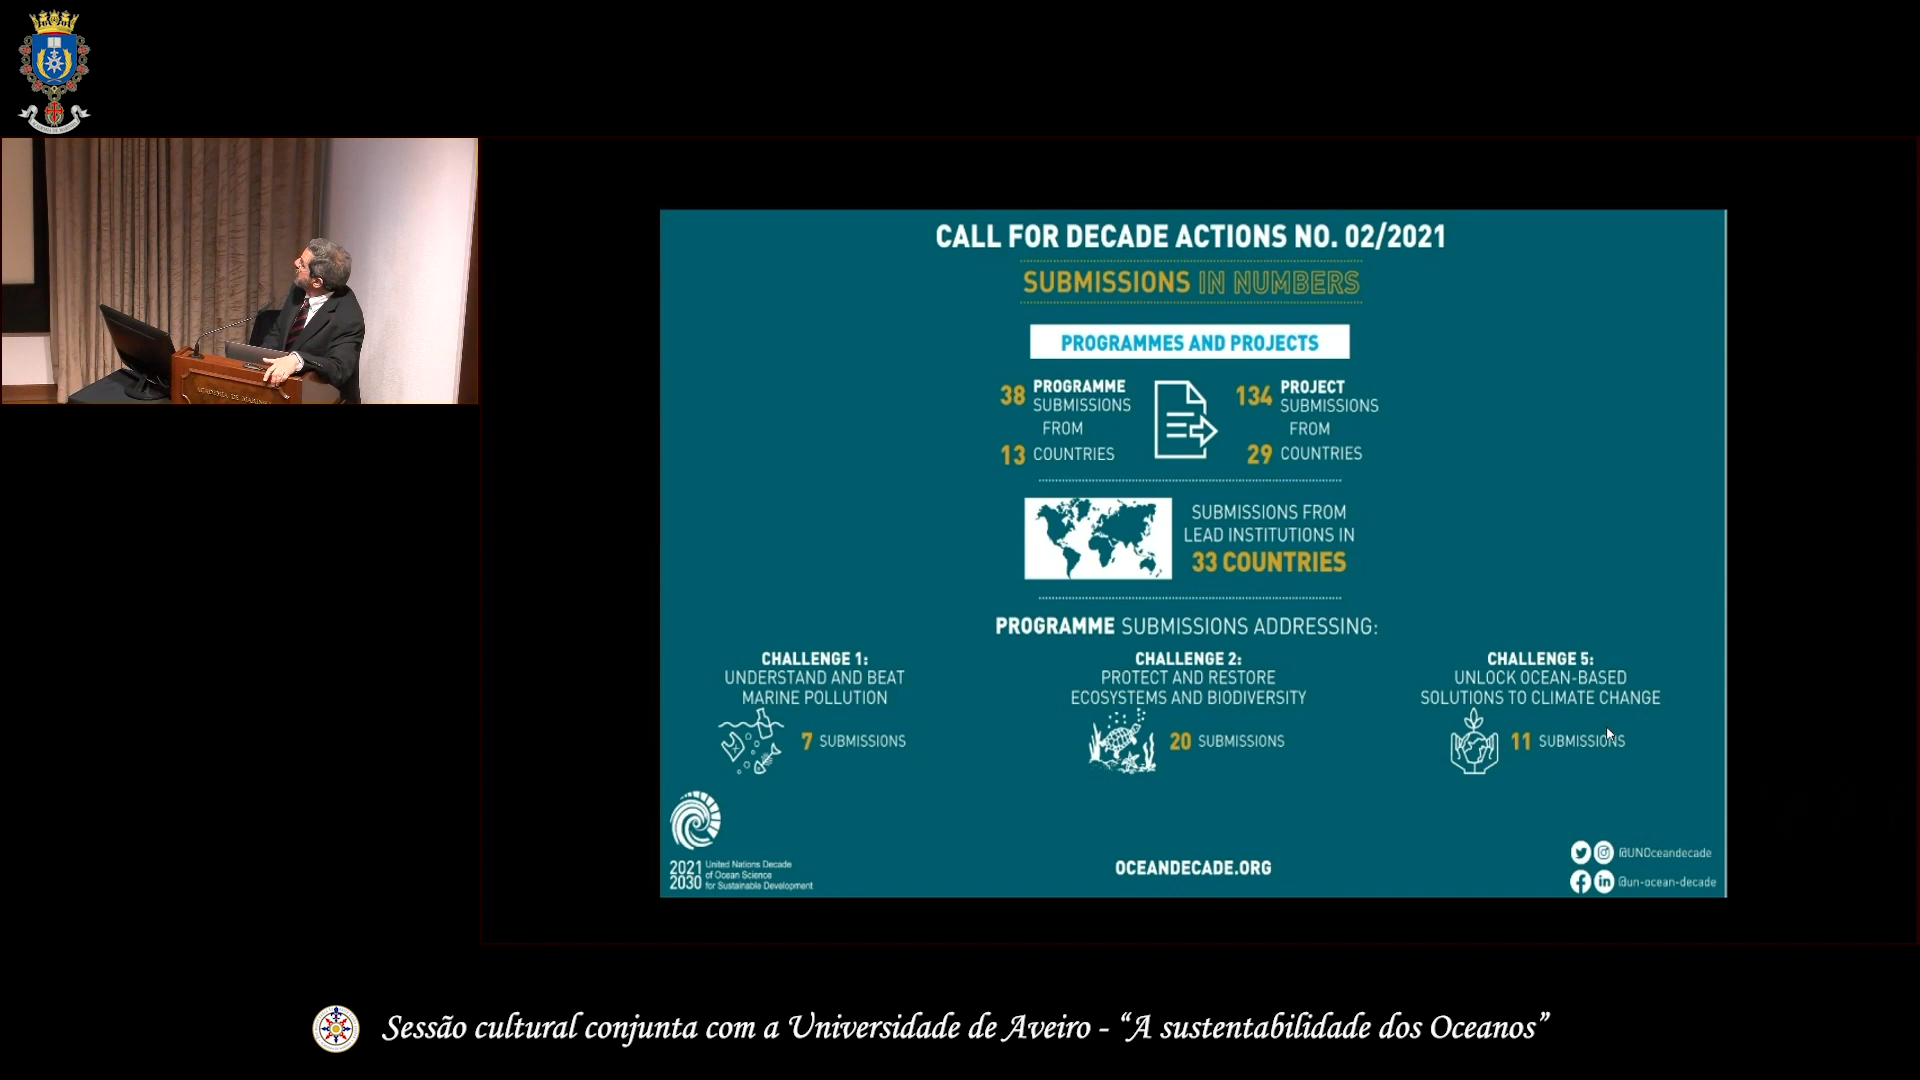 CALL FOR DECADE ACTIONS NO. 02/2021
SUBMISSIONS IN NUMBERS
PROGRAMMES AND PROJECTS
38 PROGRAMME
SUBMISSIONS
FROM
13 COUNTRIES
134 PROJECT
SUBMISSIONS
FROM
29 COUNTRIES
SUBMISSIONS FROM
LEAD INSTITUTIONS IN
33 COUNTRIES
PROGRAMME SUBMISSIONS ADDRESSING:
CHALLENGE 1:
UNDERSTAND AND BEAT
MARINE POLLUTION
7 SUBMISSIONS
CHALLENGE 2:
PROTECT AND RESTORE
ECOSYSTEMS AND BIODIVERSITY
20 SUBMISSIONS
CHALLENGE 5:
UNLOCK OCEAN-BASED
SOLUTIONS TO CLIMATE CHANGE
11 SUBMISSIONS
2021
2030
United Nations Decade
of Ocean Science
for Sustainable Development
OCEANDECADE.ORG
@UNOceandecade
@un-ocean-decade
ACADEMIA DE MARINHA
Sessão cultural conjunta com a Universidade de Aveiro - “A sustentabilidade dos Oceanos”